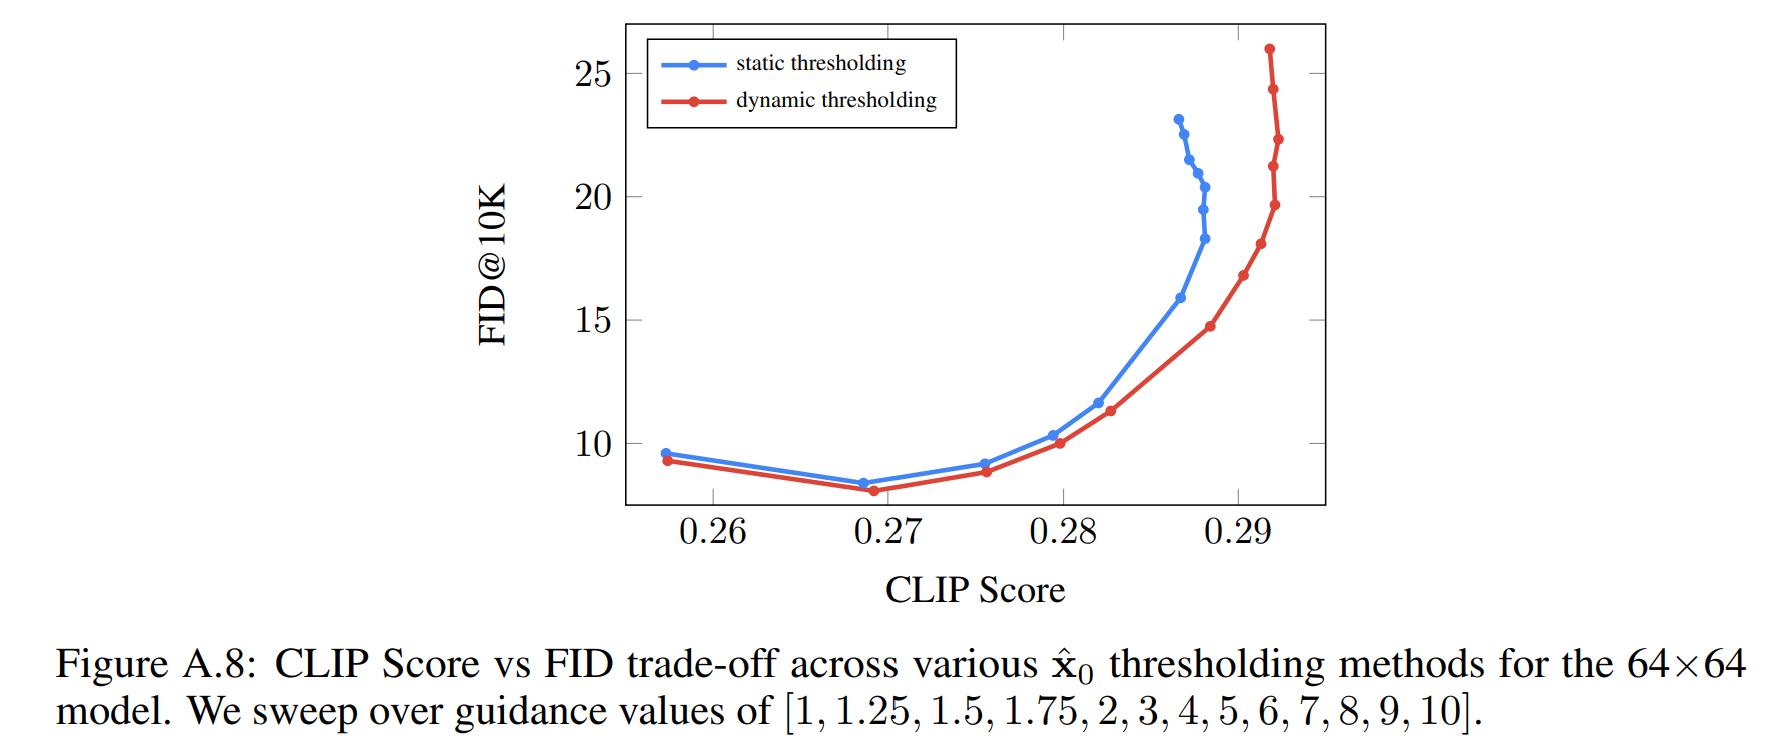 static thresholding
dynamic thresholding
25
20
15
10
FID@10K
0.26 0.27 0.28 0.29
CLIP Score
Figure A.8: CLIP Score vs FID trade-off across various x̂₀ thresholding methods for the 64×64
model. We sweep over guidance values of [1, 1.25, 1.5, 1.75, 2, 3, 4, 5, 6, 7, 8, 9, 10].